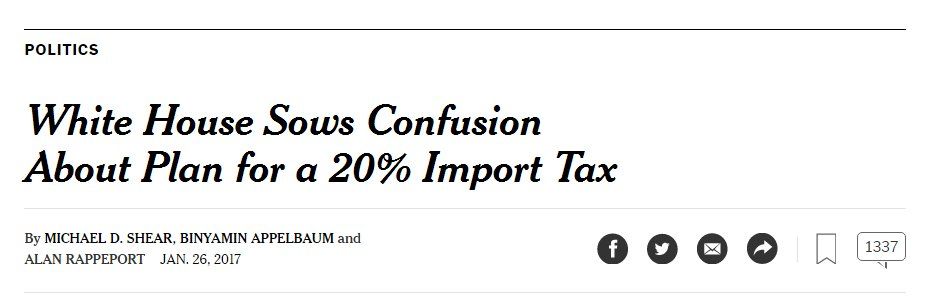 POLITICS
White House Sows Confusion
About Plan for a 20% Import Tax
By MICHAEL D. SHEAR, BINYAMIN APPELBAUM and
ALAN RAPPEPORT JAN. 26, 2017
1337